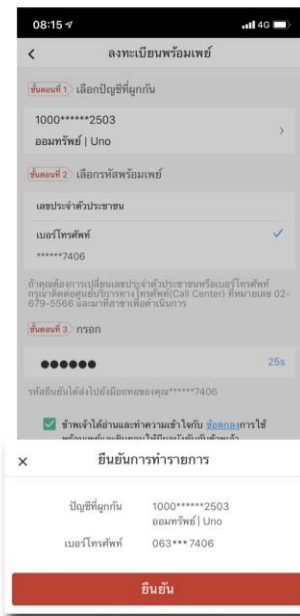 08:15
4G
ลงทะเบียนพร้อมเพย์
ขั้นตอนที่ 1 เลือกบัญชีที่ผูกกัน
1000******2503
ออมทรัพย์ | Uno
ขั้นตอนที่ 2 เลือกรหัสพร้อมเพย์
เลขประจำตัวประชาชน
เบอร์โทรศัพท์
******7406
ถ้าคุณต้องการเปลี่ยนเลขประจำตัวประชาชนหรือเบอร์โทรศัพท์
กรุณาติดต่อศูนย์บริการทางโทรศัพท์(Call Center) ที่หมายเลข 02-
679-5566 และมาที่สาขาเพื่อดำเนินการ
ขั้นตอนที่ 3 กรอก
●●●●●● 25s
รหัสยืนยันได้ส่งไปยังมือถือของคุณ******7406
ข้าพเจ้าได้อ่านและทำความเข้าใจกับ ข้อตกลงการใช้
ยืนยันการทำรายการ
บัญชีที่ผูกกัน 1000******2503
ออมทรัพย์ | Uno
เบอร์โทรศัพท์ 063***7406
ยืนยัน